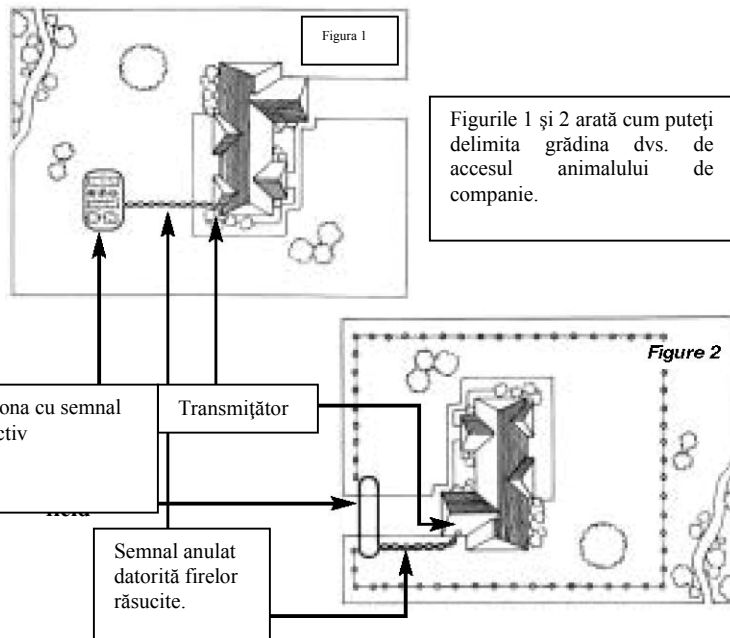 Figura 1
Figurile 1 și 2 arată cum puteți
delimita grădina dvs. de
accesul animalului de
companie.
Figure 2
ona cu semnal
ctiv
Transmițător
Semnal anulat
datorită firelor
răsucite.